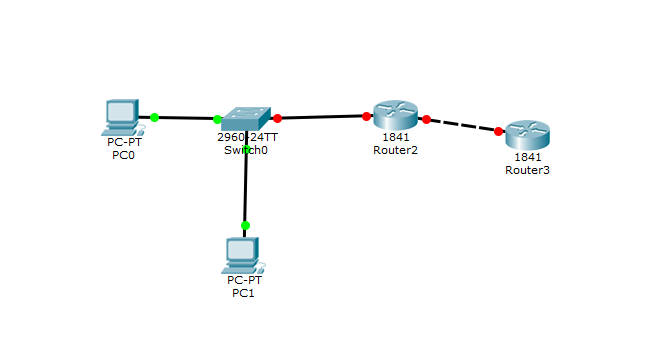 PC-PT
PC0
2960-24TT
Switch0
1841
Router2
1841
Router3
PC-PT
PC1